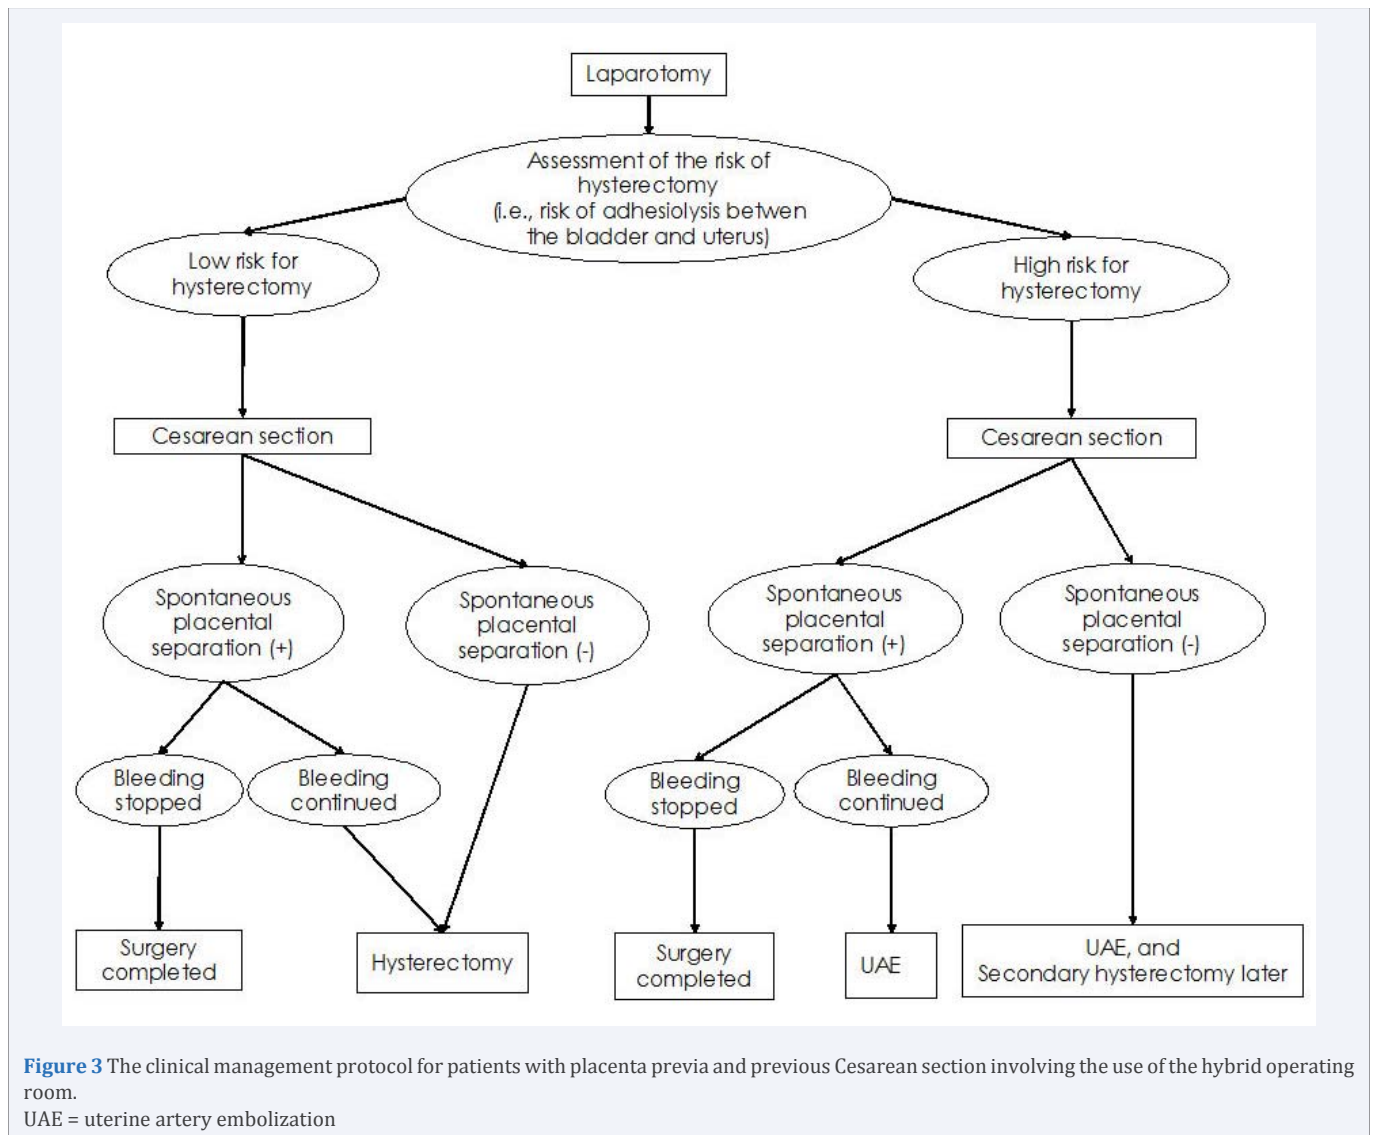 Laparotomy
Assessment of the risk of
hysterectomy
(i.e., risk of adhesiolysis betwen
the bladder and uterus)
Low risk for
hysterectomy
High risk for
hysterectomy
Cesarean section
Cesarean section
Spontaneous
placental
separation (+)
Spontaneous
placental
separation (-)
Spontaneous
placental
separation (+)
Spontaneous
placental
separation (-)
Bleeding
stopped
Bleeding
continued
Bleeding
stopped
Bleeding
continued
Surgery
completed
Hysterectomy
Surgery
completed
UAE
UAE, and
Secondary hysterectomy later
Figure 3 The clinical management protocol for patients with placenta previa and previous Cesarean section involving the use of the hybrid operating
room.
UAE = uterine artery embolization